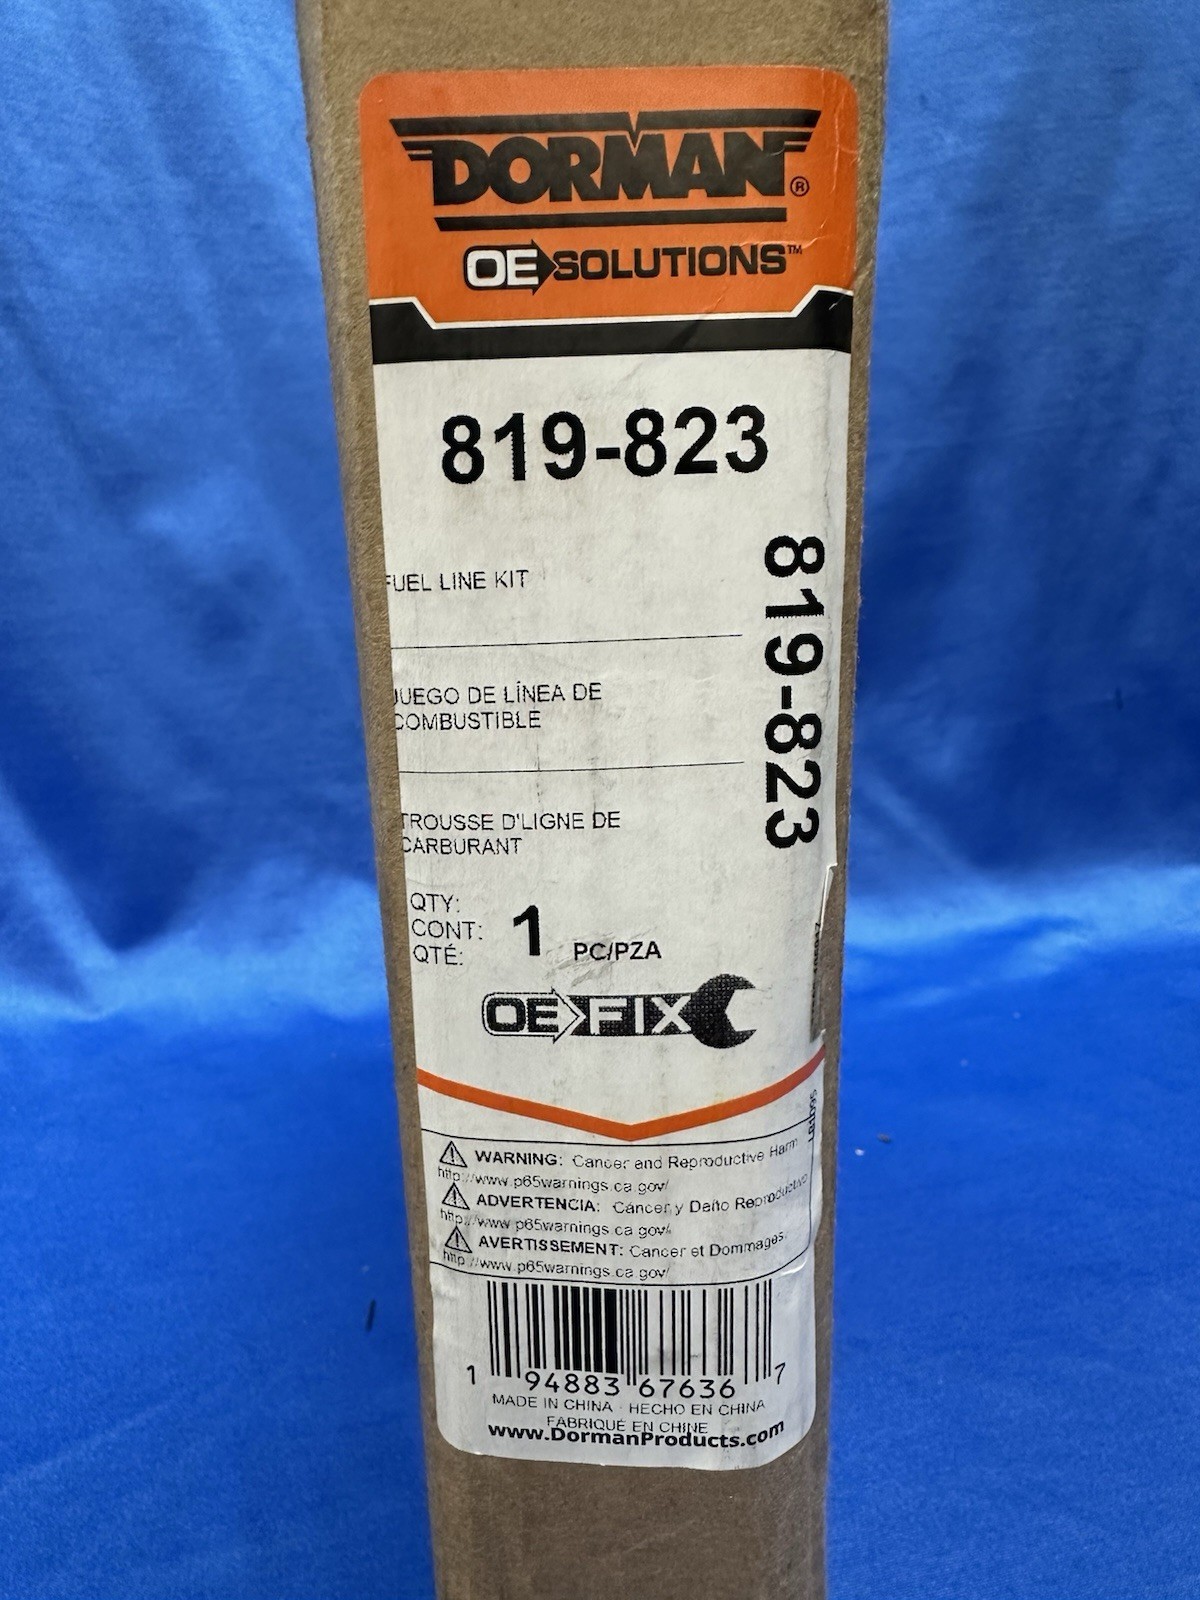 DORMAN®
OE SOLUTIONS™
819-823
FUEL LINE KIT
819-823
JUEGO DE LÍNEA DE
COMBUSTIBLE
TROUSSE D'LIGNE DE
CARBURANT
QTY:
CONT: 1 PC/PZA
QTÉ:
OE FIX
WARNING: Cancer and Reproductive Harm
http://www.p65warnings.ca.gov/
ADVERTENCIA: Cáncer y Daño Reproductivo
http://www.p65warnings.ca.gov/
AVERTISSEMENT: Cancer et Dommages.
http://www.p65warnings.ca.gov/
1 94883 67636 7
MADE IN CHINA · HECHO EN CHINA
FABRIQUÉ EN CHINE
www.DormanProducts.com